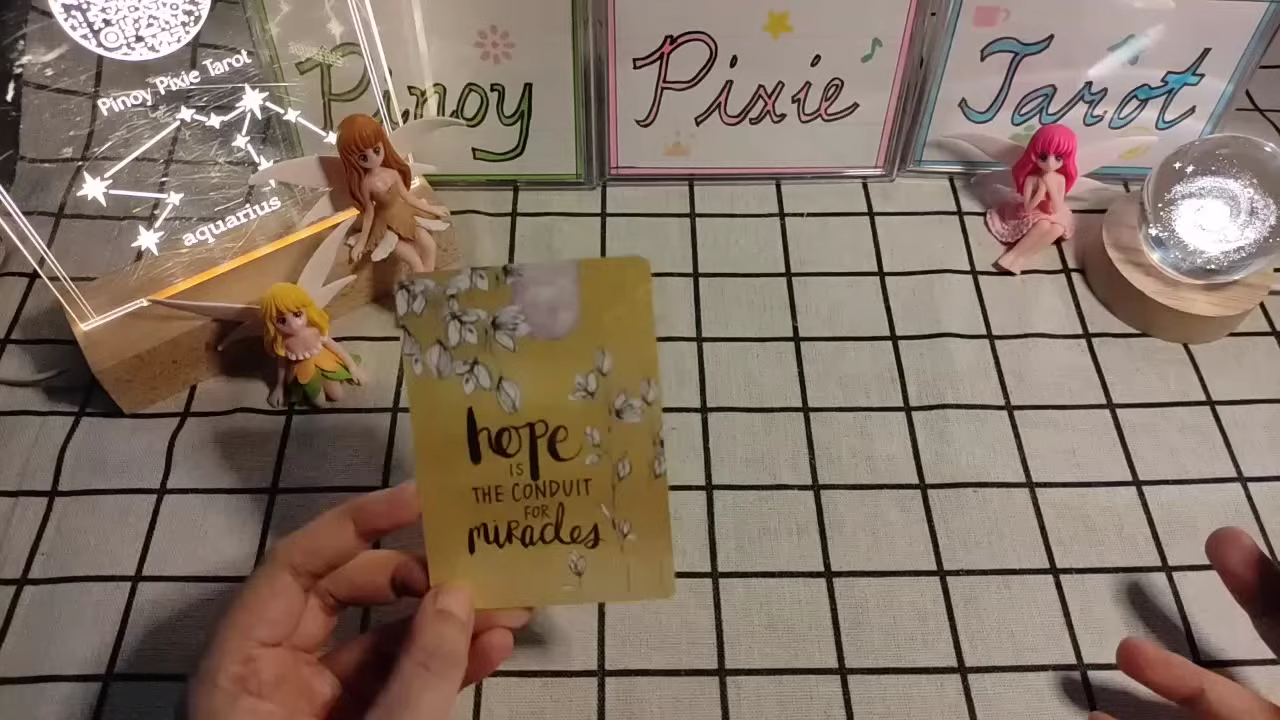 Pinoy Pixie Tarot
aquarius
Pinoy
Pixie
Tarot
hope
IS
THE CONDUIT
FOR
miracles